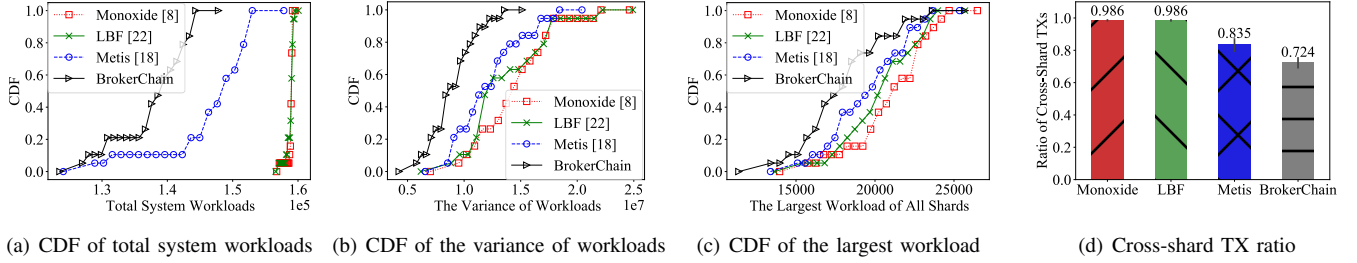 CDF
1.0
0.8
0.6
0.4
0.2
0.0
Monoxide [8]
LBF [22]
Metis [18]
BrokerChain
1.3
1.4
1.5
1.6
1e5
Total System Workloads
(a) CDF of total system workloads
CDF
1.0
0.8
0.6
0.4
0.2
0.0
Monoxide [8]
LBF [22]
Metis [18]
BrokerChain
0.5
1.0
1.5
2.0
2.5
1e7
The Variance of Workloads
(b) CDF of the variance of workloads
CDF
1.0
0.8
0.6
0.4
0.2
0.0
Monoxide [8]
LBF [22]
Metis [18]
BrokerChain
15000
20000
25000
The Largest Workload of All Shards
(c) CDF of the largest workload
Ratio of Cross-Shard TXs
1.0
0.8
0.6
0.4
0.2
0.0
0.986
0.986
0.835
0.724
Monoxide
LBF
Metis
BrokerChain
(d) Cross-shard TX ratio